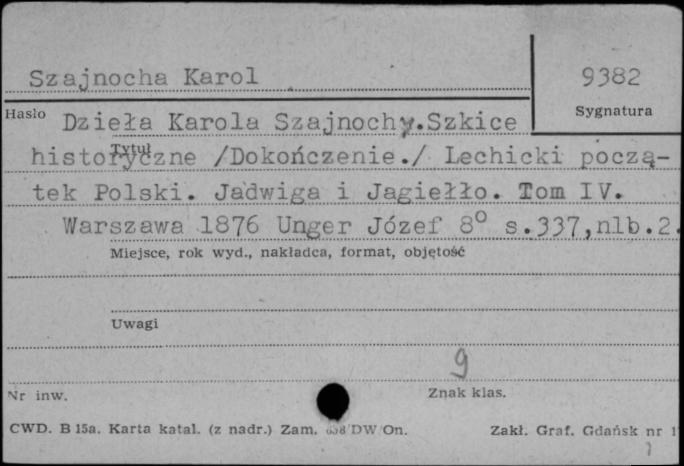 Szajnocha Karol
9382
Hasło
Sygnatura
Dzieła Karola Szajnochy.Szkice
Tytuł
historyczne /Dokończenie./ Lechicki począ-
tek Polski. Jadwiga i Jagiełło. Tom IV.
Warszawa 1876 Unger Józef 8° s.337,nlb.2.
Miejsce, rok wyd., nakładca, format, objętość
Uwagi
9
Nr inw.
Znak klas.
CWD. B 15a. Karta katal. (z nadr.) Zam. DW/On.
Zakł. Graf. Gdańsk nr 1